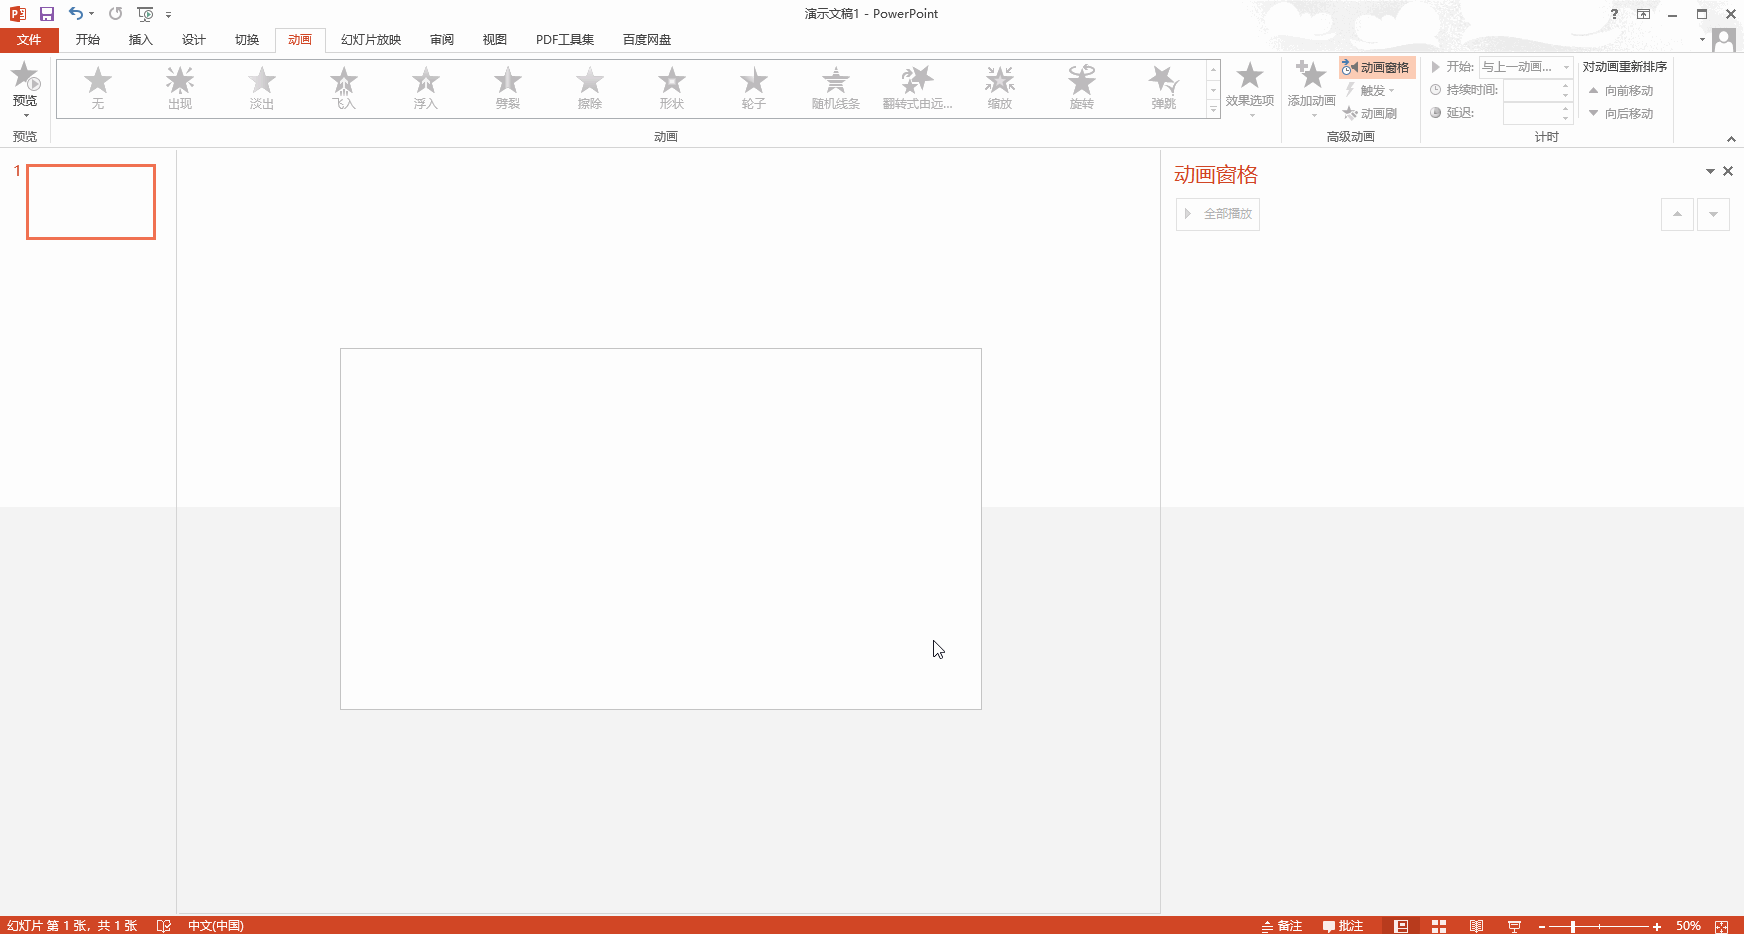 演示文稿1 - PowerPoint
?
文件 开始 插入 设计 切换 动画 幻灯片放映 审阅 视图 PDF工具集 百度网盘
预览
无 出现 淡出 飞入 浮入 劈裂 擦除 形状 轮子 随机线条 翻转式由远... 缩放 旋转 弹跳
效果选项
添加动画
动画窗格
触发
动画刷
开始: 与上一动画...
持续时间:
延迟:
对动画重新排序
向前移动
向后移动
预览 动画 高级动画 计时
1
动画窗格
全部播放
幻灯片 第 1 张，共 1 张 中文(中国) 备注 批注 50%